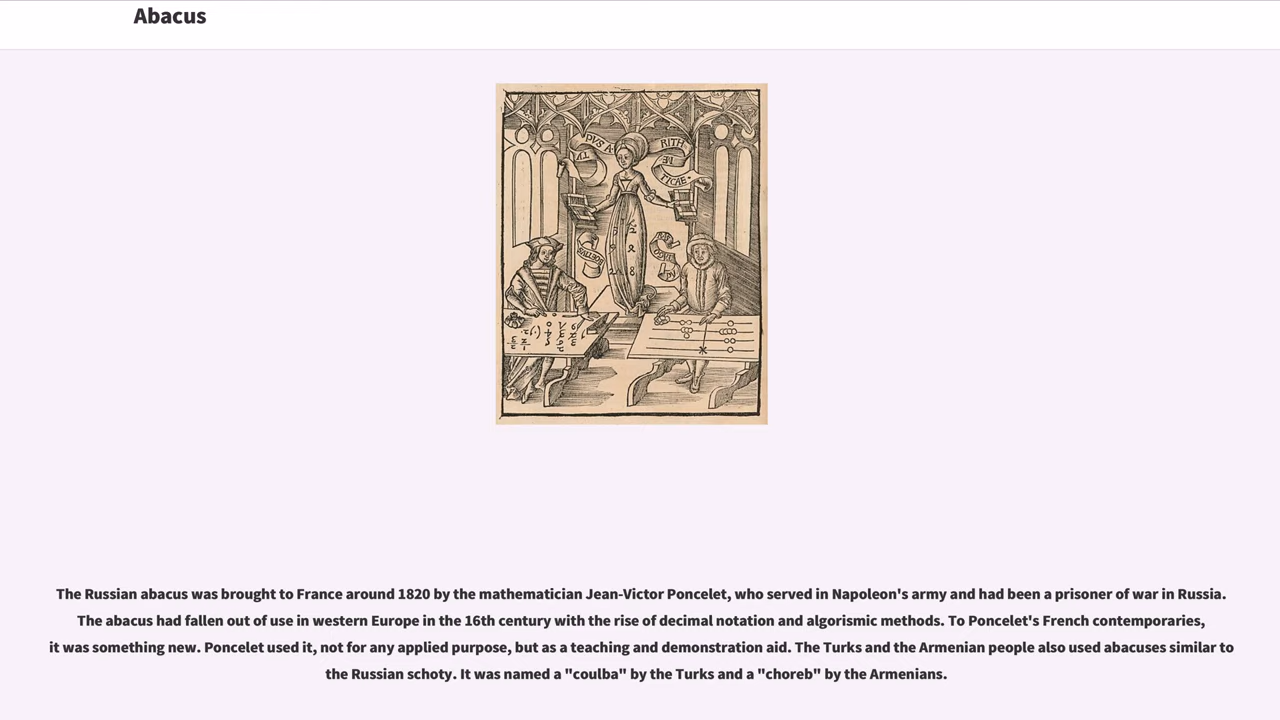 Abacus
TYPVS A
RITH
ME
TICAE
The Russian abacus was brought to France around 1820 by the mathematician Jean-Victor Poncelet, who served in Napoleon's army and had been a prisoner of war in Russia.
The abacus had fallen out of use in western Europe in the 16th century with the rise of decimal notation and algorismic methods. To Poncelet's French contemporaries,
it was something new. Poncelet used it, not for any applied purpose, but as a teaching and demonstration aid. The Turks and the Armenian people also used abacuses similar to
the Russian schoty. It was named a "coulba" by the Turks and a "choreb" by the Armenians.